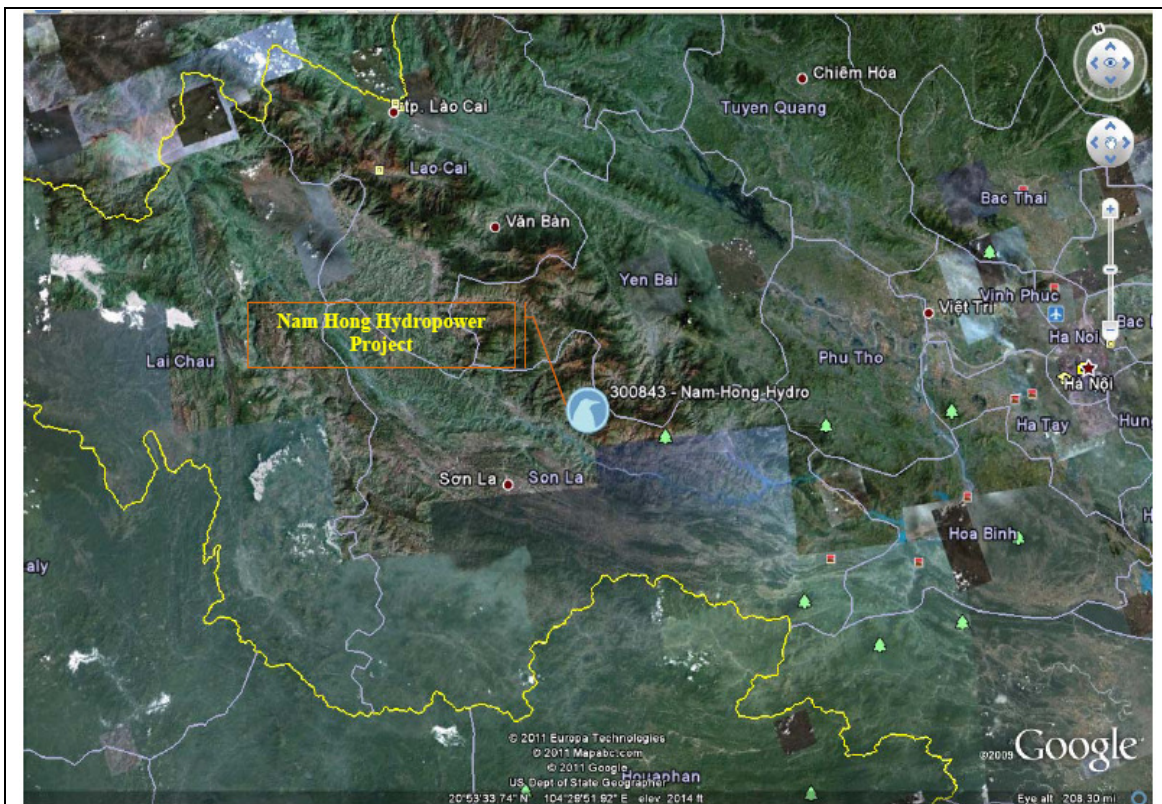 N
Chiêm Hóa
Tuyen Quang
tp. Lào Cai
Lao Cai
Bac Thai
Văn Bàn
Yen Bai
Vinh Phuc
Việt Trì
Nam Hong Hydropower
Project
Ha Noi
Bac
Lai Chau
Phu Tho
Hà Nội
300843 - Nam-Hong-Hydro
Ha Tay
Hung
Sơn La
Son La
Hoa Binh
H
aly
© 2011 Europa Technologies
© 2011 Mapabc.com
© 2011 Google
US Dept of State Geographer
©2009 Google™
Houaphan
20°53'33.74" N 104°29'51.92" E elev 2014 ft
Eye alt 208.30 mi